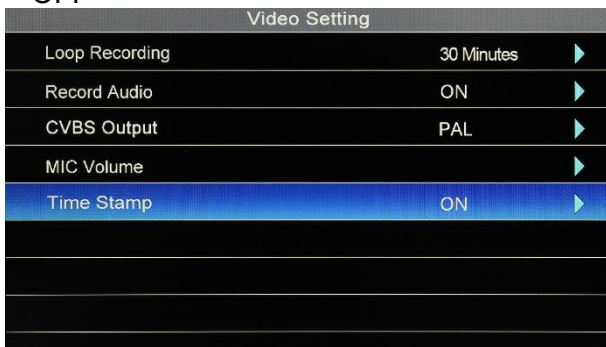 Video Setting
Loop Recording 30 Minutes
Record Audio ON
CVBS Output PAL
MIC Volume
Time Stamp ON